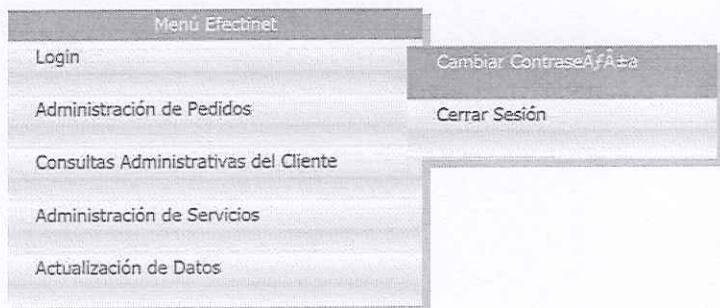 Menú Efectinet
Login
Cambiar ContraseÃƒÂ±a
Administración de Pedidos
Cerrar Sesión
Consultas Administrativas del Cliente
Administración de Servicios
Actualización de Datos